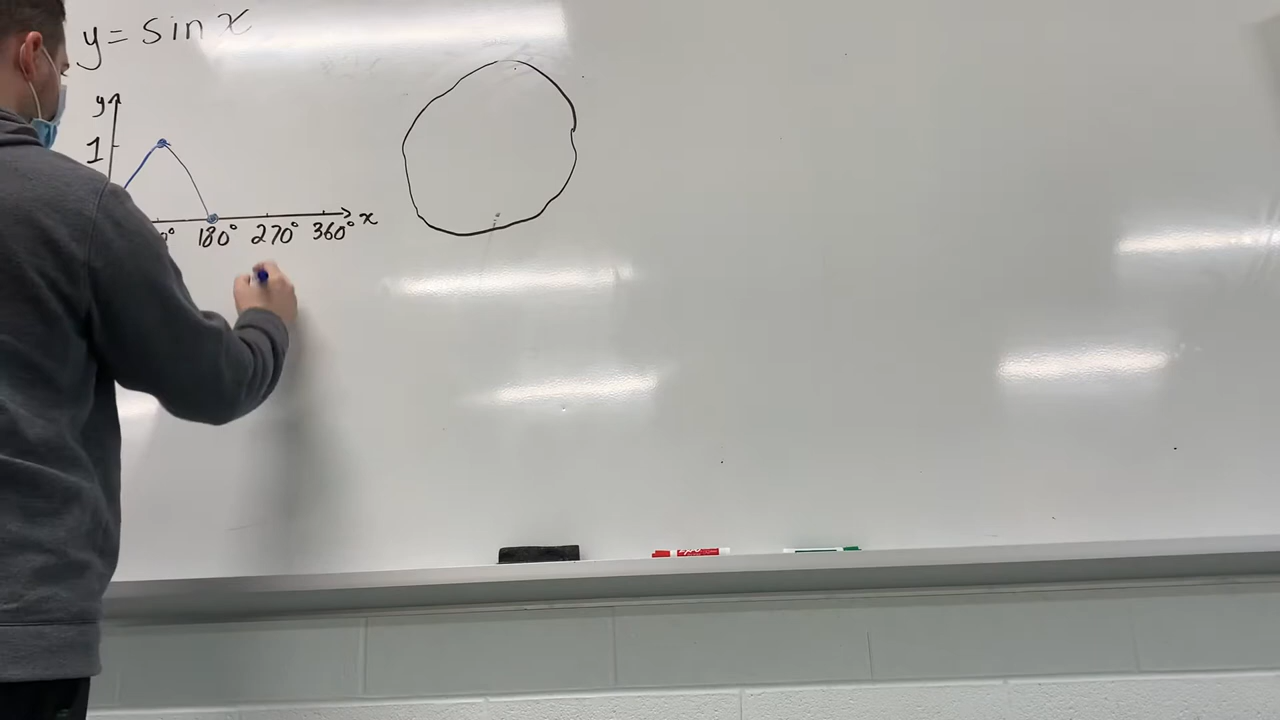 y = sin x
y
1
180° 270° 360° x